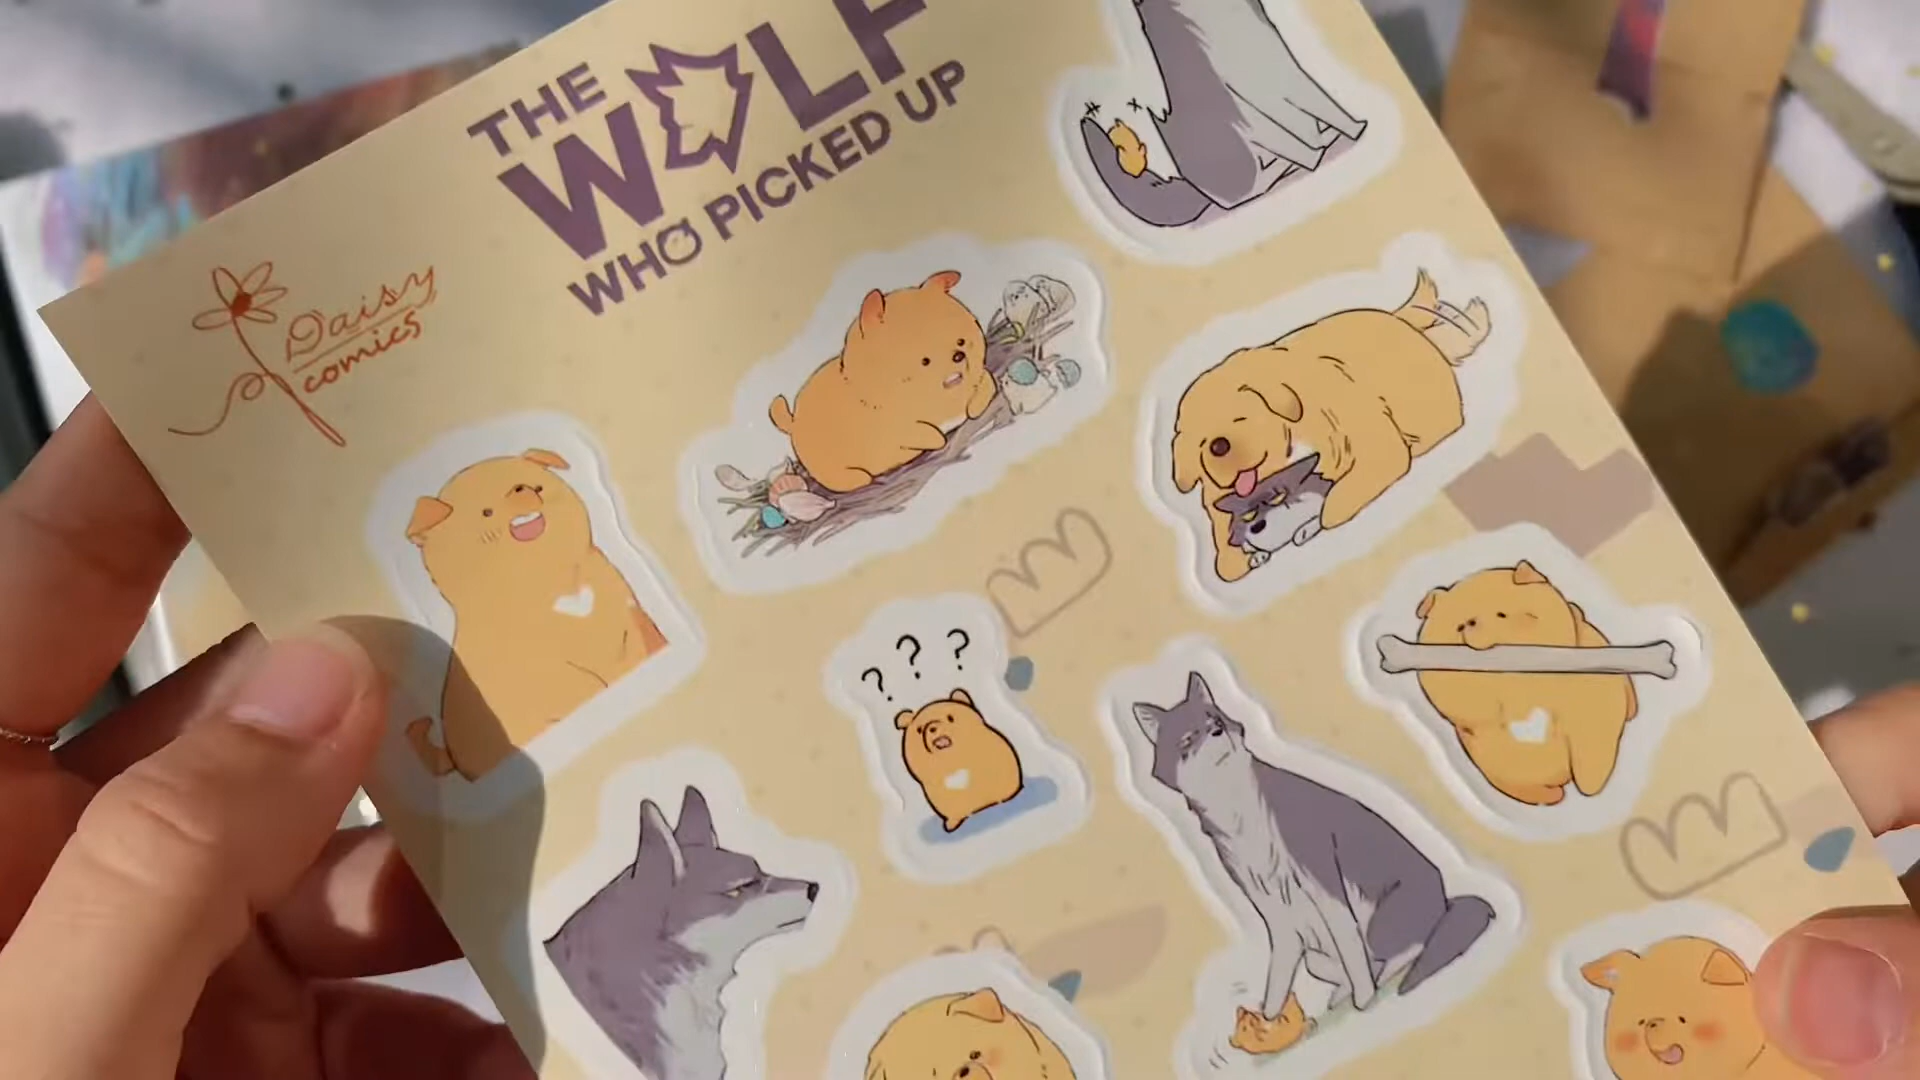 THE
WOLF
WHO PICKED UP
Daisy
comics
? ? ?